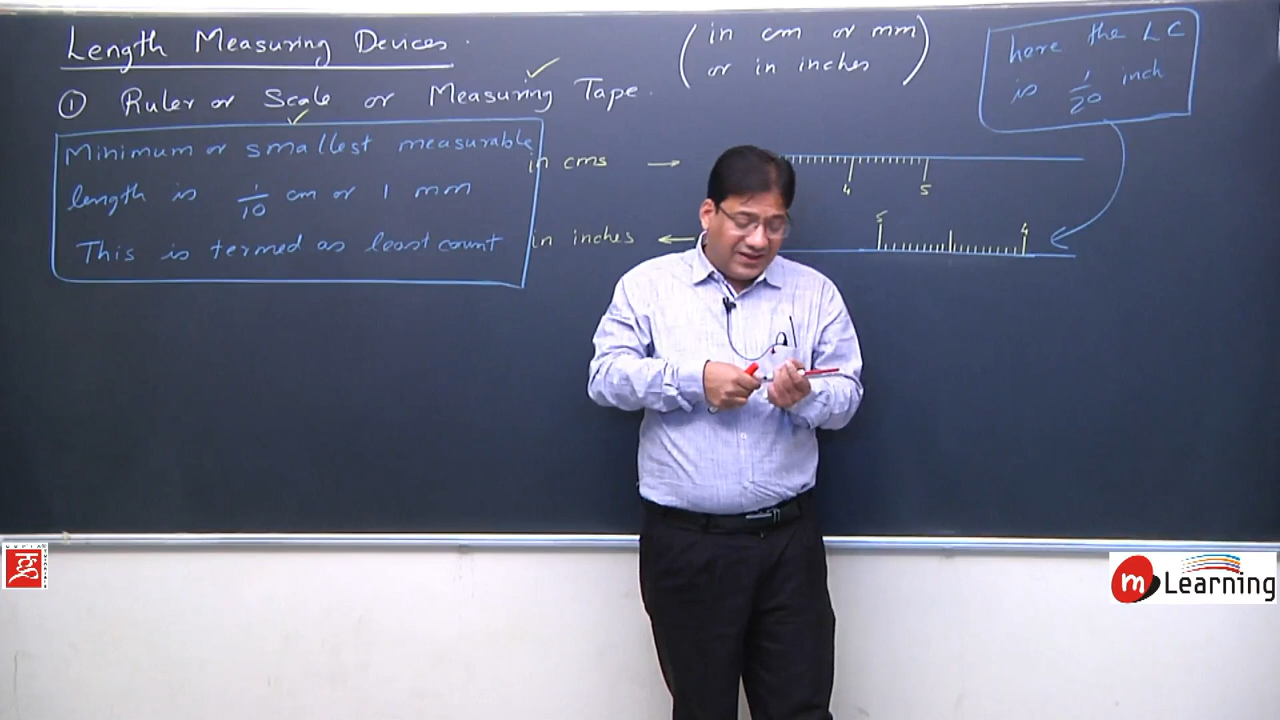 Length Measuring Devices.
(in cm or mm
or in inches)
① Ruler or Scale or Measuring Tape.
here the LC
is 1/20 inch
Minimum or smallest measurable
length is 1/10 cm or 1 mm
This is termed as least count
in cms →
4 5
in inches ←
5 4
m Learning